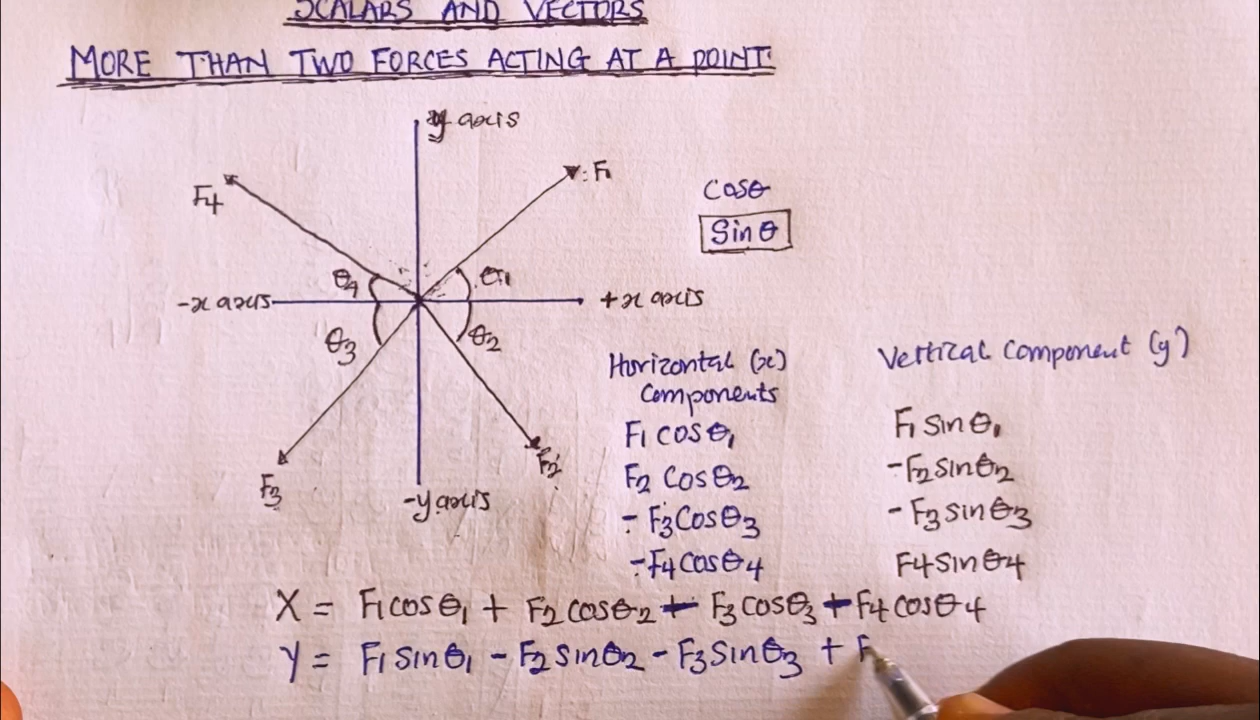 SCALARS AND VECTORS
MORE THAN TWO FORCES ACTING AT A POINT.
y axis
F4
F1
Cosθ
Sinθ
θ4
θ1
-x axis
+x axis
θ3
θ2
Horizontal (x)
Components
Vertical Component (y)
F1 cosθ1
F1 Sinθ1
F2 Cosθ2
-F2 sinθ2
F3
F2
-y axis
- F3 Cosθ3
- F3 sinθ3
-F4 Cosθ4
F4 Sinθ4
X = F1 cosθ1 + F2 cosθ2 - F3 cosθ3 - F4 cosθ4
Y = F1 Sinθ1 - F2 Sinθ2 - F3 Sinθ3 + F